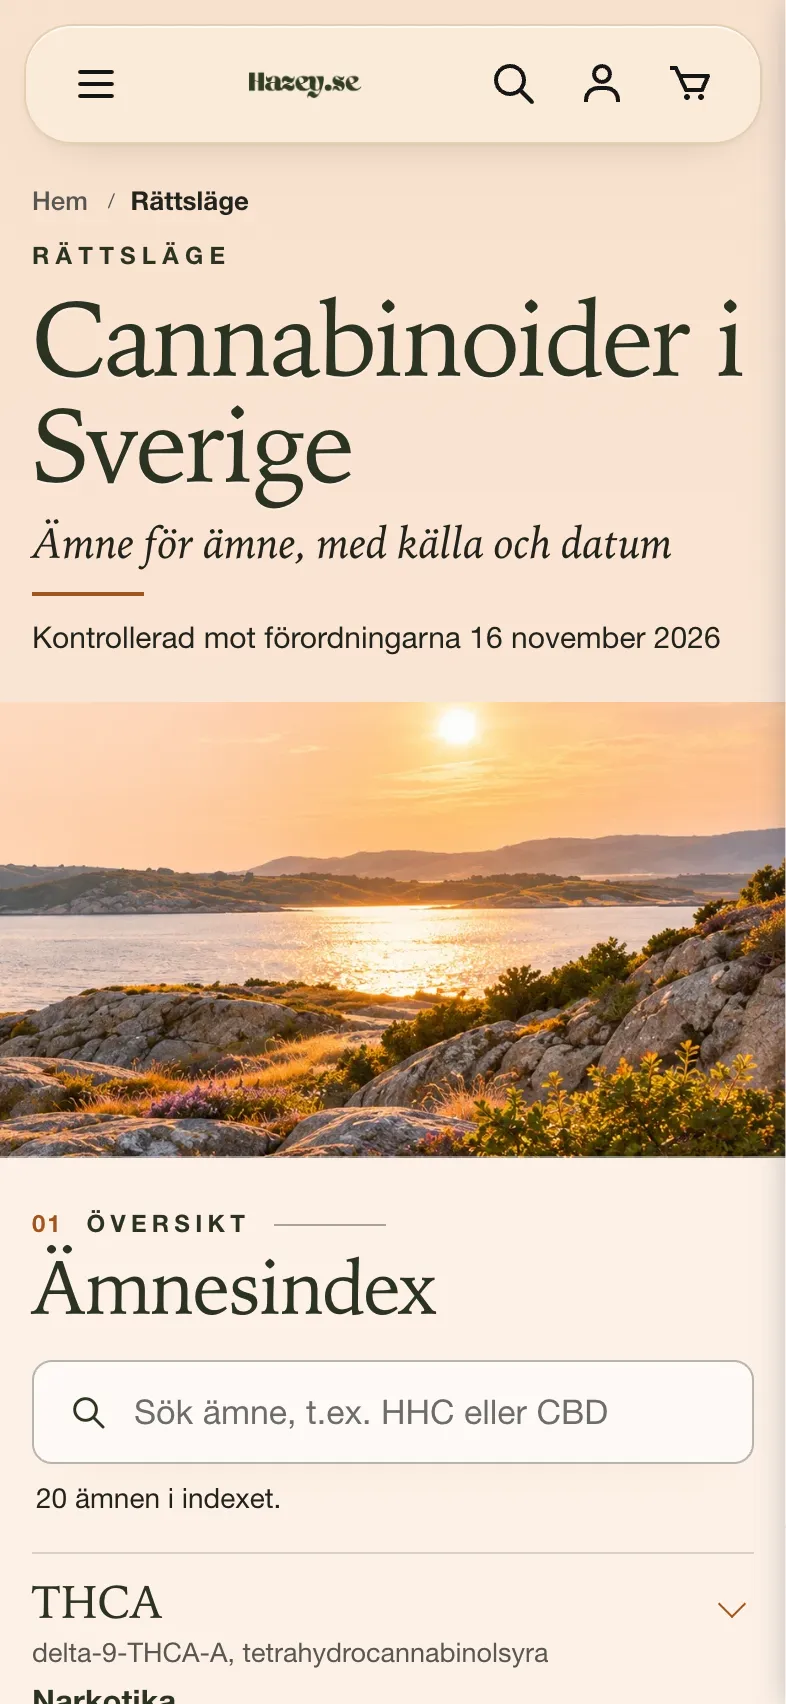 Hazey.se
Hem / Rättsläge
RÄTTSLÄGE
Cannabinoider i
Sverige
Ämne för ämne, med källa och datum
Kontrollerad mot förordningarna 16 november 2026
01 ÖVERSIKT
Ämnesindex
Sök ämne, t.ex. HHC eller CBD
20 ämnen i indexet.
THCA
delta-9-THCA-A, tetrahydrocannabinolsyra
Narkotika